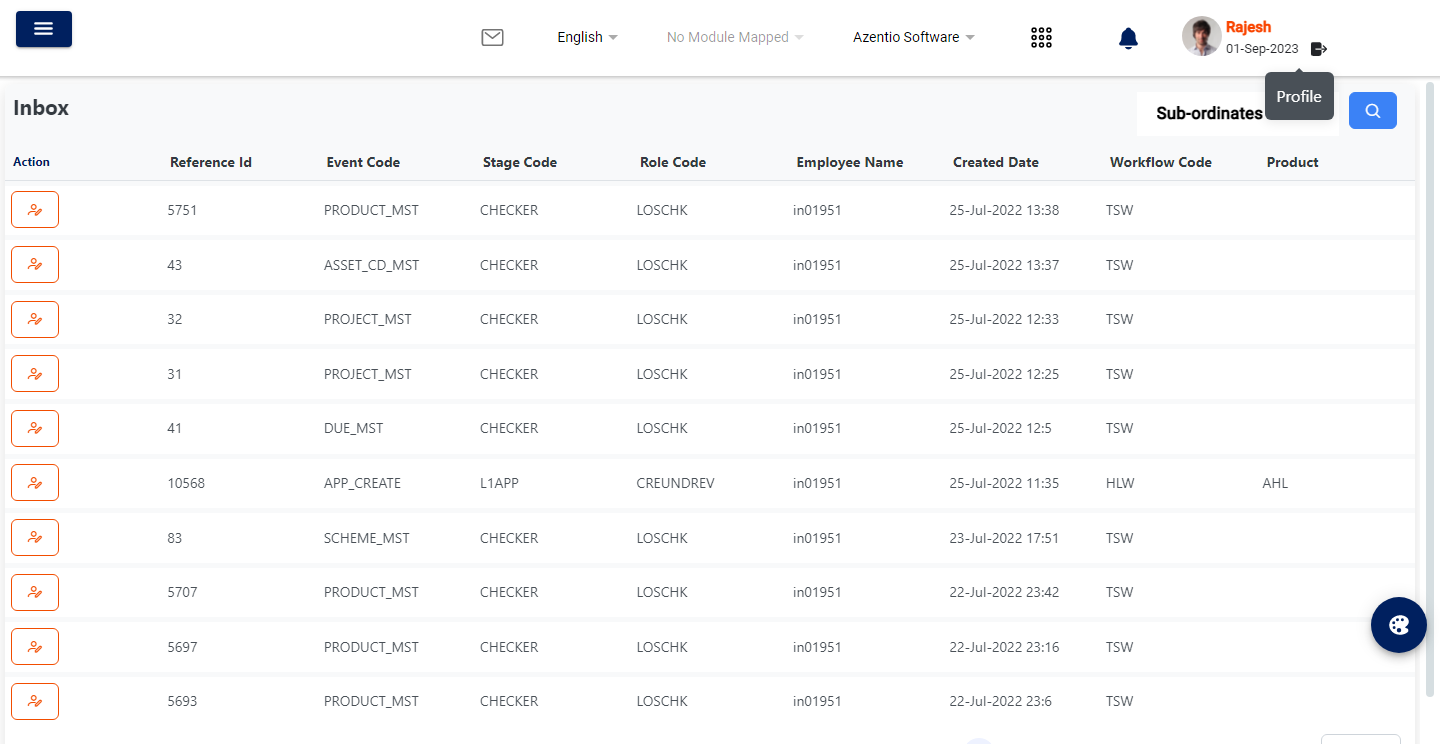 English No Module Mapped Azentio Software Rajesh
01-Sep-2023
Profile
Inbox Sub-ordinates
Action Reference Id Event Code Stage Code Role Code Employee Name Created Date Workflow Code Product
5751 PRODUCT_MST CHECKER LOSCHK in01951 25-Jul-2022 13:38 TSW
43 ASSET_CD_MST CHECKER LOSCHK in01951 25-Jul-2022 13:37 TSW
32 PROJECT_MST CHECKER LOSCHK in01951 25-Jul-2022 12:33 TSW
31 PROJECT_MST CHECKER LOSCHK in01951 25-Jul-2022 12:25 TSW
41 DUE_MST CHECKER LOSCHK in01951 25-Jul-2022 12:5 TSW
10568 APP_CREATE L1APP CREUNDREV in01951 25-Jul-2022 11:35 HLW AHL
83 SCHEME_MST CHECKER LOSCHK in01951 23-Jul-2022 17:51 TSW
5707 PRODUCT_MST CHECKER LOSCHK in01951 22-Jul-2022 23:42 TSW
5697 PRODUCT_MST CHECKER LOSCHK in01951 22-Jul-2022 23:16 TSW
5693 PRODUCT_MST CHECKER LOSCHK in01951 22-Jul-2022 23:6 TSW